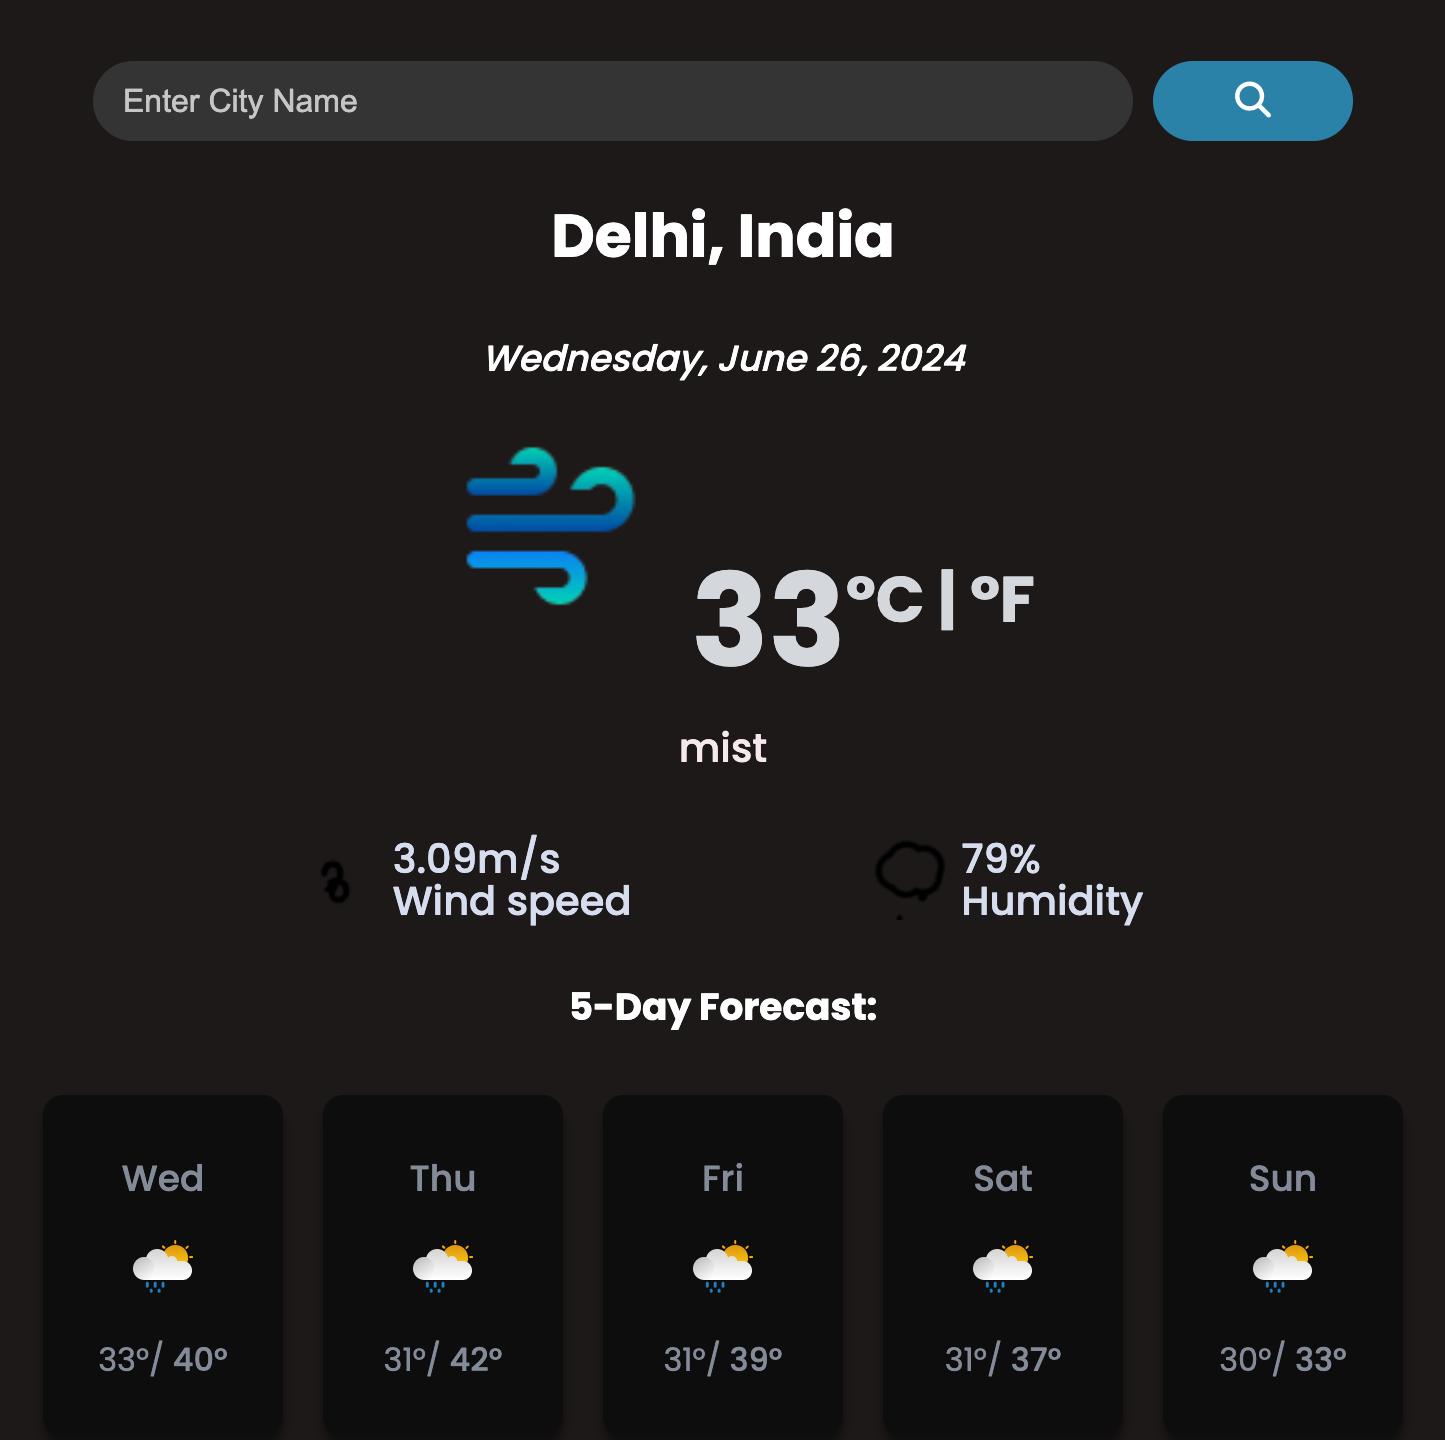 Enter City Name
Delhi, India
Wednesday, June 26, 2024
33°C | °F
mist
3.09m/s
Wind speed
79%
Humidity
5-Day Forecast:
Wed Thu Fri Sat Sun
33°/ 40° 31°/ 42° 31°/ 39° 31°/ 37° 30°/ 33°